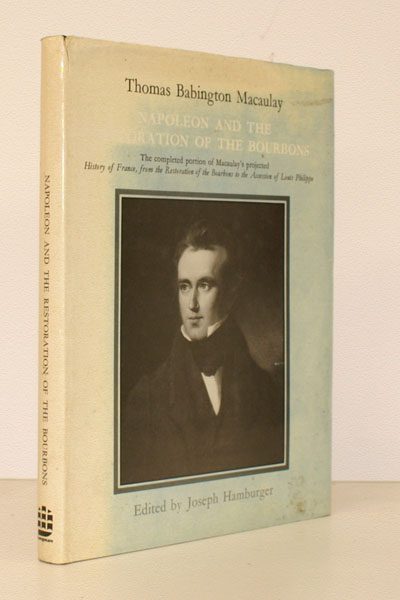 Thomas Babington Macaulay
NAPOLEON AND THE
ORATION OF THE BOURBONS
The completed portion of Macaulay's projected
History of France, from the Restoration of the Bourbons to the Accession of Louis Philippe
Edited by Joseph Hamburger
NAPOLEON AND THE RESTORATION OF THE BOURBONS